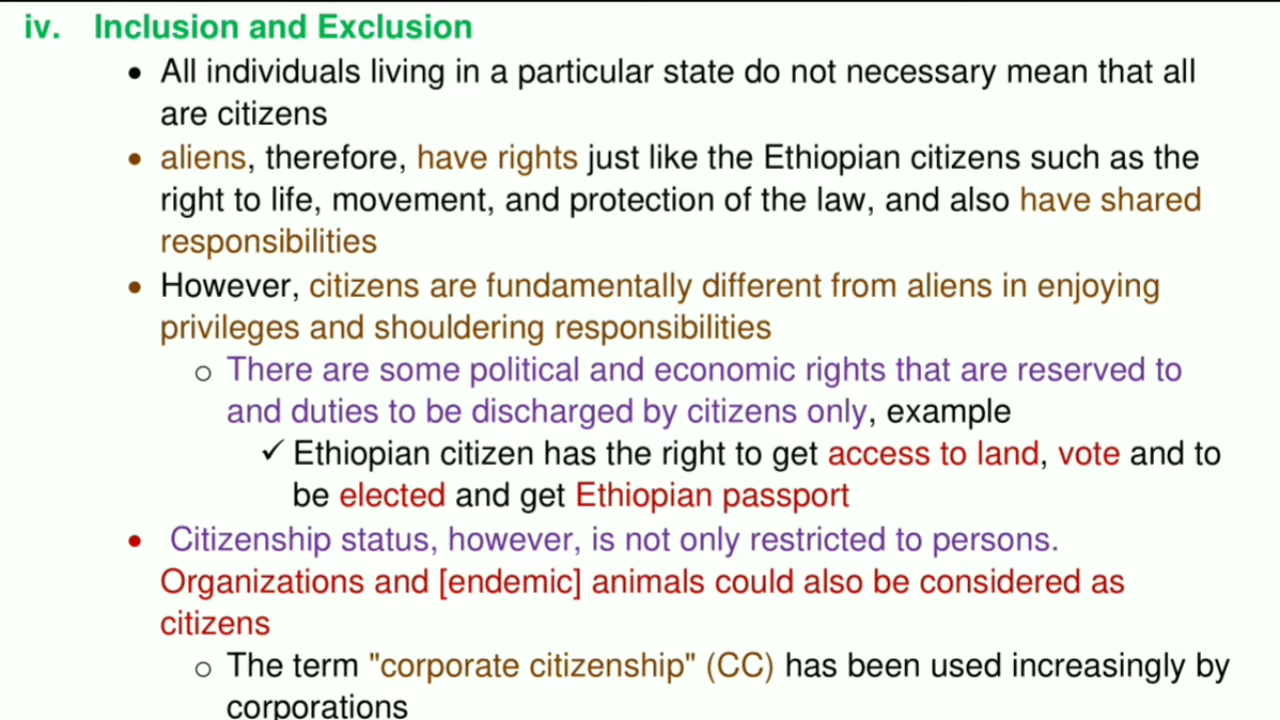 iv. Inclusion and Exclusion
• All individuals living in a particular state do not necessary mean that all
are citizens
• aliens, therefore, have rights just like the Ethiopian citizens such as the
right to life, movement, and protection of the law, and also have shared
responsibilities
• However, citizens are fundamentally different from aliens in enjoying
privileges and shouldering responsibilities
o There are some political and economic rights that are reserved to
and duties to be discharged by citizens only, example
✓ Ethiopian citizen has the right to get access to land, vote and to
be elected and get Ethiopian passport
• Citizenship status, however, is not only restricted to persons.
Organizations and [endemic] animals could also be considered as
citizens
o The term "corporate citizenship" (CC) has been used increasingly by
corporations